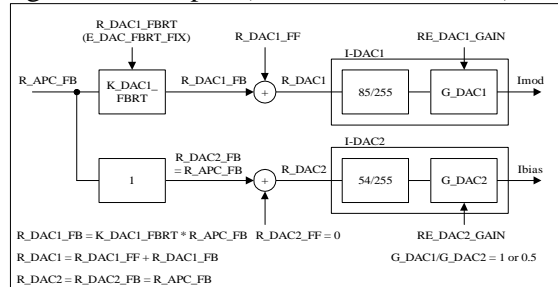 R_DAC1_FBRT
(E_DAC_FBRT_FIX)
R_DAC1_FF
I-DAC1
RE_DAC1_GAIN
R_APC_FB
K_DAC1_
FBRT
R_DAC1_FB
+
R_DAC1
85/255
G_DAC1
Imod
I-DAC2
1
R_DAC2_FB
= R_APC_FB
+
R_DAC2
54/255
G_DAC2
Ibias
R_DAC1_FB = K_DAC1_FBRT * R_APC_FB R_DAC2_FF = 0
RE_DAC2_GAIN
R_DAC1 = R_DAC1_FF + R_DAC1_FB
G_DAC1/G_DAC2 = 1 or 0.5
R_DAC2 = R_DAC2_FB = R_APC_FB